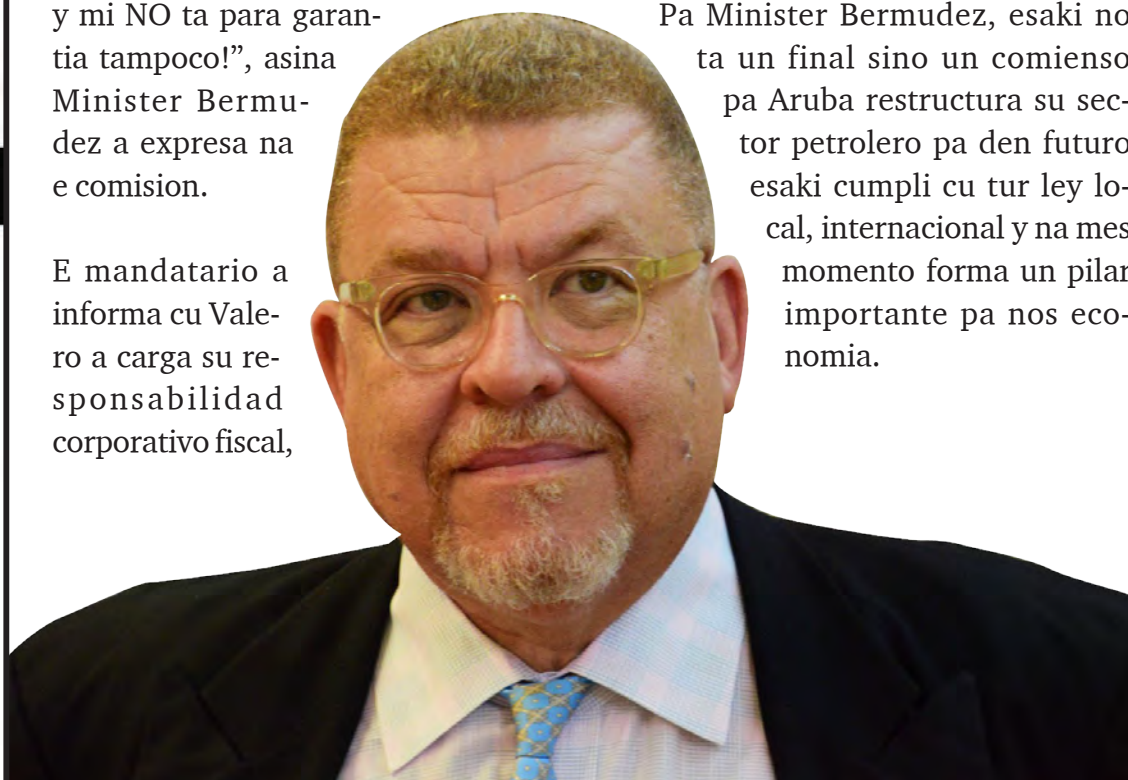 y mi NO ta para garan-
tia tampoco!”, asina
Minister Bermu-
dez a expresa na
e comision.
E mandatario a
informa cu Vale-
ro a carga su re-
sponsabilidad
corporativo fiscal,
Pa Minister Bermudez, esaki no
ta un final sino un comienso
pa Aruba restructura su sec-
tor petrolero pa den futuro
esaki cumpli cu tur ley lo-
cal, internacional y na mes
momento forma un pilar
importante pa nos eco-
nomia.